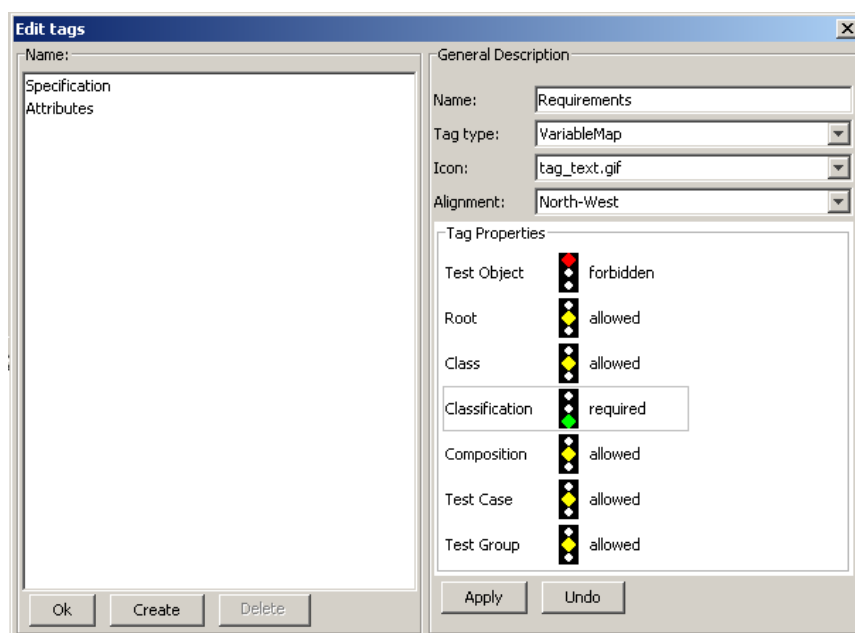 Edit tags
Name:
Specification
Attributes
Ok
Create
Delete
General Description
Name: Requirements
Tag type: VariableMap
Icon: tag_text.gif
Alignment: North-West
Tag Properties
Test Object forbidden
Root allowed
Class allowed
Classification required
Composition allowed
Test Case allowed
Test Group allowed
Apply
Undo